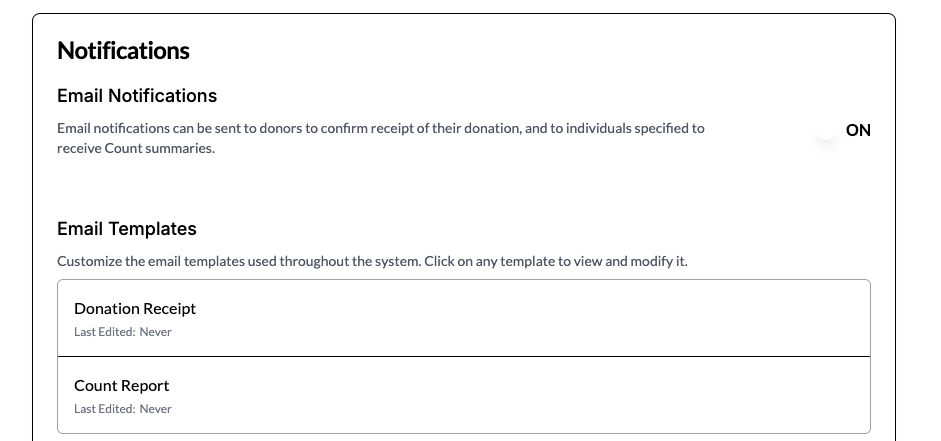 Notifications
Email Notifications
Email notifications can be sent to donors to confirm receipt of their donation, and to individuals specified to
receive Count summaries.
ON
Email Templates
Customize the email templates used throughout the system. Click on any template to view and modify it.
Donation Receipt
Last Edited: Never
Count Report
Last Edited: Never